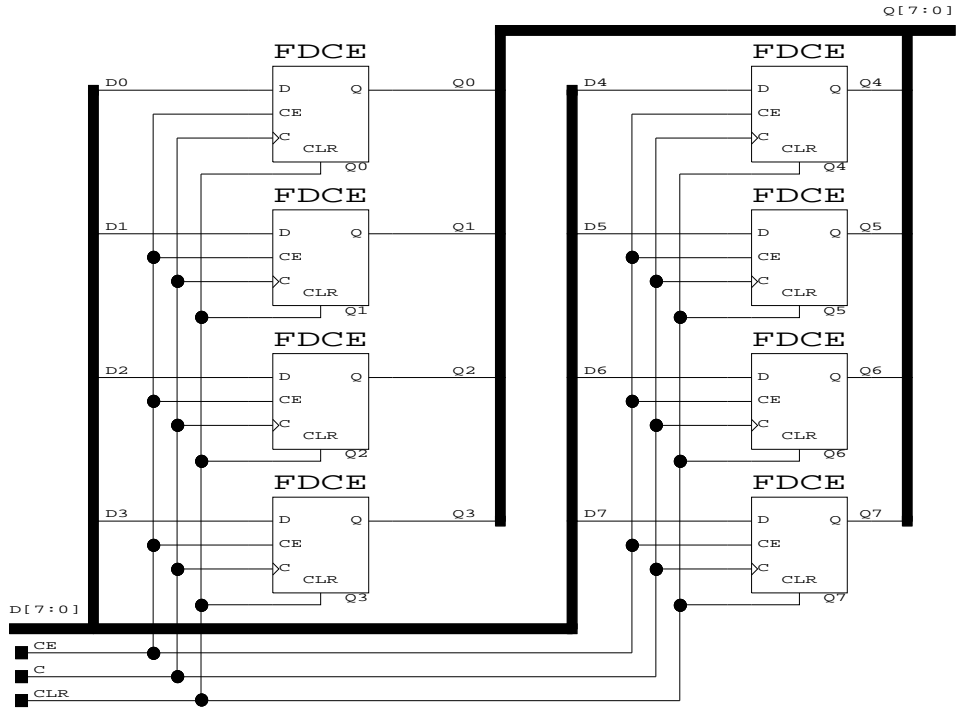 Q[7:0]
FDCE FDCE
D0 D Q Q0 D4 D Q Q4
CE CE
C C
CLR CLR
Q0 Q4
FDCE FDCE
D1 D Q Q1 D5 D Q Q5
CE CE
C C
CLR CLR
Q1 Q5
FDCE FDCE
D2 D Q Q2 D6 D Q Q6
CE CE
C C
CLR CLR
Q2 Q6
FDCE FDCE
D3 D Q Q3 D7 D Q Q7
CE CE
C C
CLR CLR
Q3 Q7
D[7:0]
CE
C
CLR